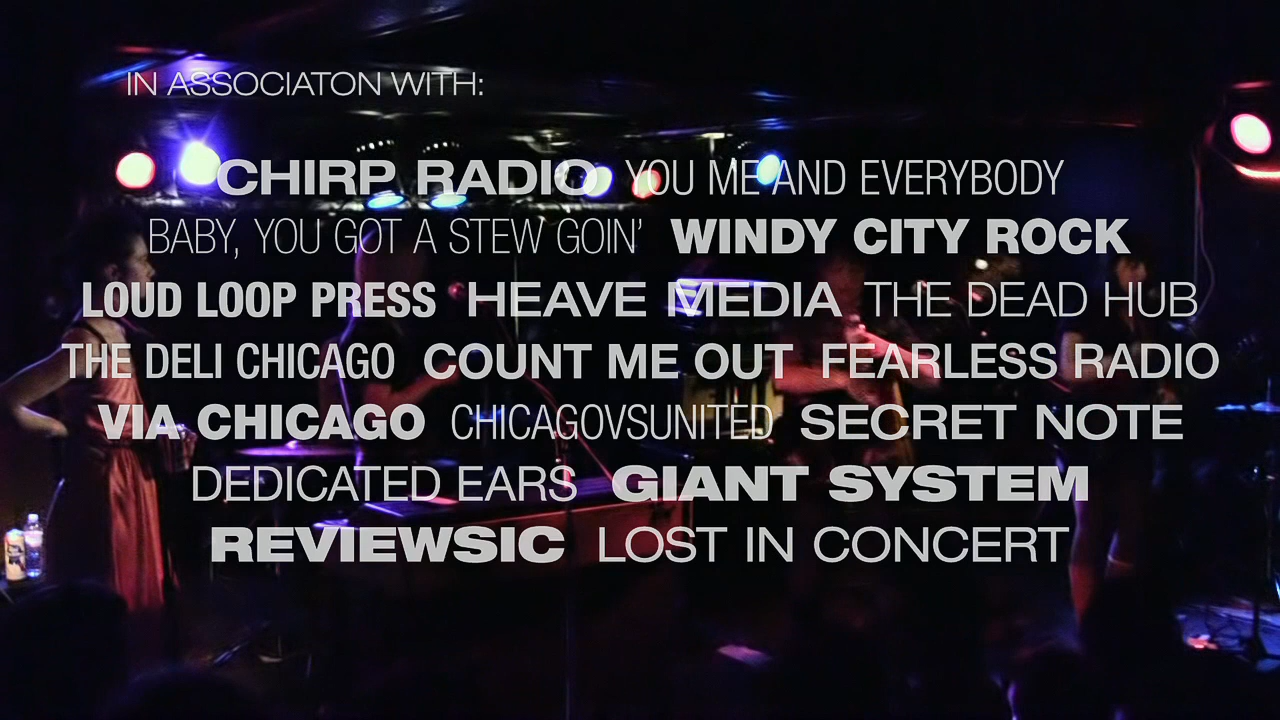 IN ASSOCIATON WITH:
CHIRP RADIO YOU ME AND EVERYBODY
BABY, YOU GOT A STEW GOIN’ WINDY CITY ROCK
LOUD LOOP PRESS HEAVE MEDIA THE DEAD HUB
THE DELI CHICAGO COUNT ME OUT FEARLESS RADIO
VIA CHICAGO CHICAGOVSUNITED SECRET NOTE
DEDICATED EARS GIANT SYSTEM
REVIEWSIC LOST IN CONCERT